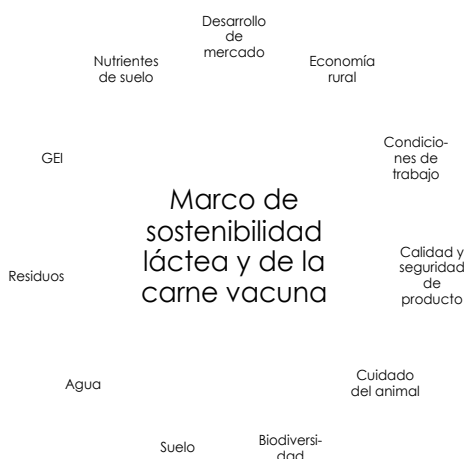 Desarrollo
de
mercado
Nutrientes
de suelo
Economía
rural
GEI
Condicio-
nes de
trabajo
Marco de
sostenibilidad
láctea y de la
carne vacuna
Residuos
Calidad y
seguridad
de
producto
Agua
Cuidado
del animal
Suelo
Biodiversi-
dad